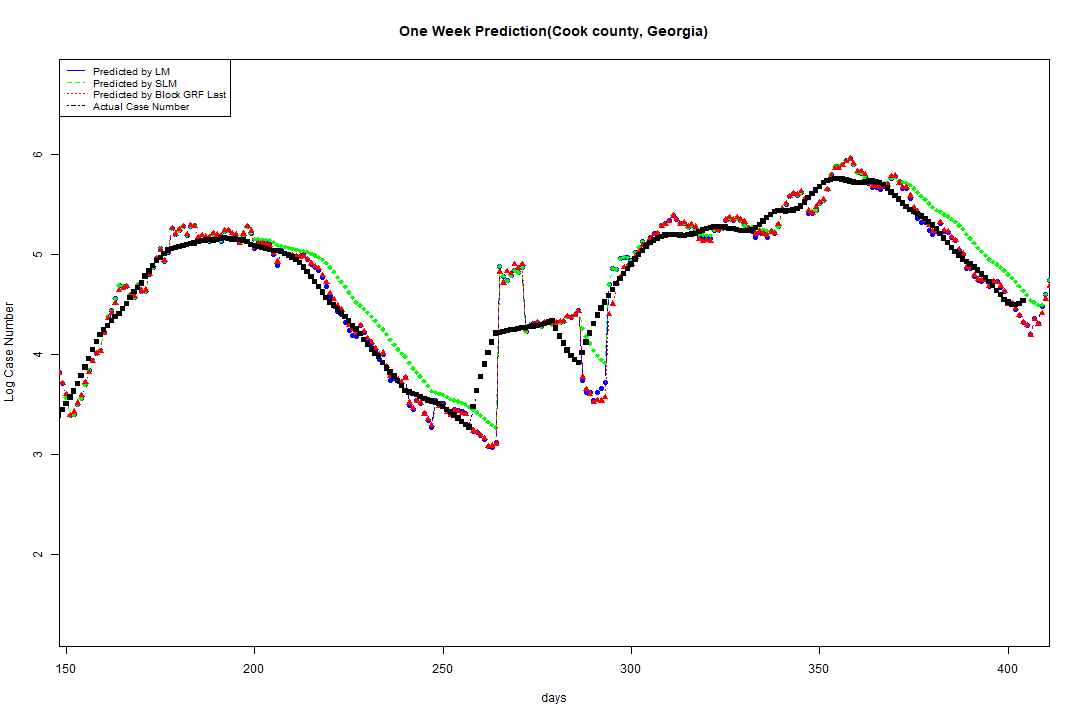 One Week Prediction(Cook county, Georgia)
Predicted by LM
Predicted by SLM
Predicted by Block GRF Last
Actual Case Number
6
5
4
3
2
Log Case Number
150 200 250 300 350 400
days